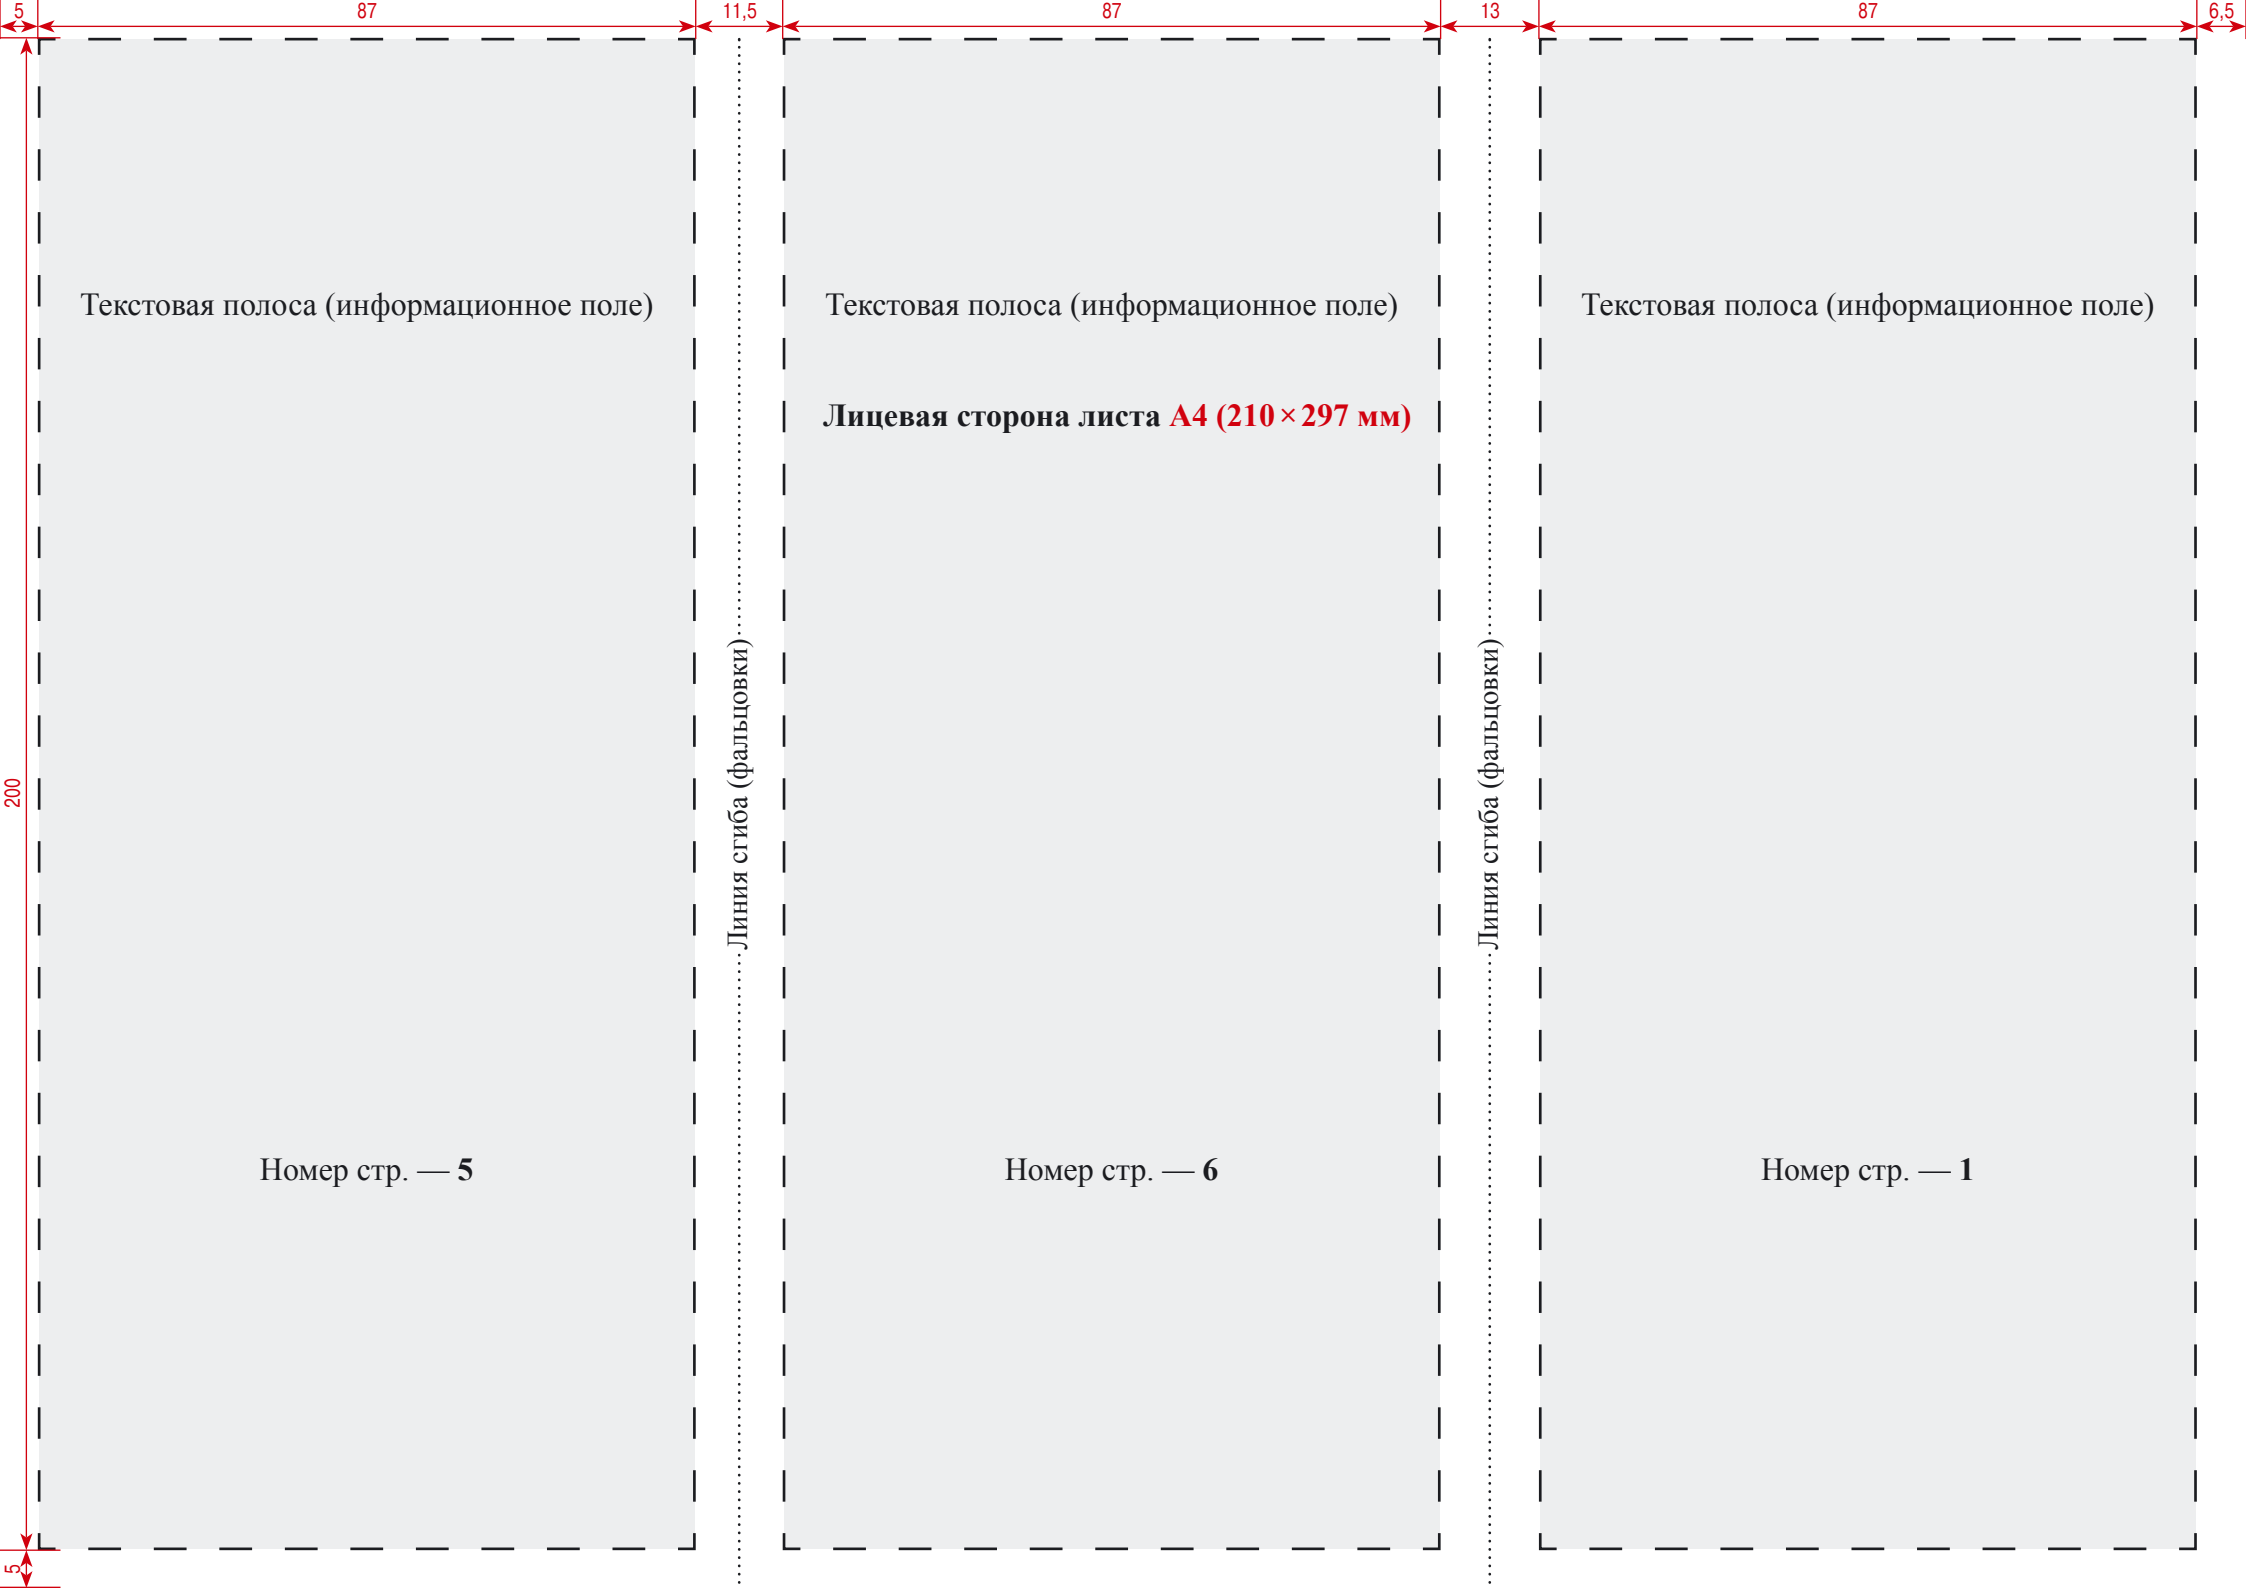 5 87 11,5 87 13 87 6,5
Текстовая полоса (информационное поле)
Текстовая полоса (информационное поле)
Текстовая полоса (информационное поле)
Лицевая сторона листа А4 (210 × 297 мм)
Линия сгиба (фальцовки)
Линия сгиба (фальцовки)
200
Номер стр. — 5
Номер стр. — 6
Номер стр. — 1
5